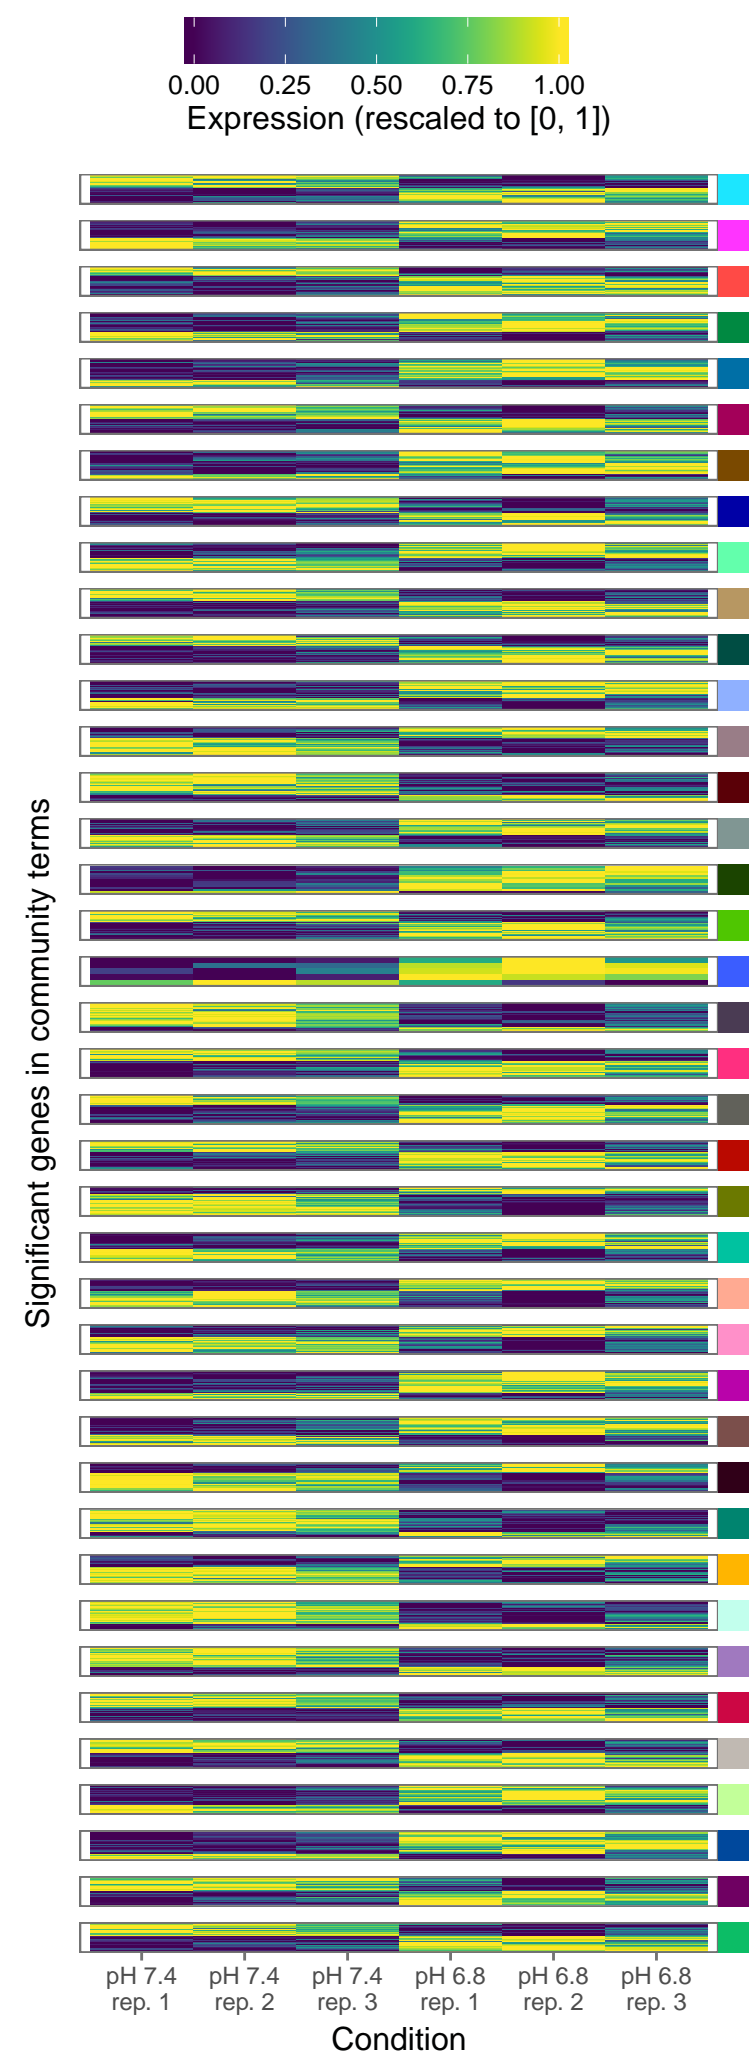 0.00 0.25 0.50 0.75 1.00
Expression (rescaled to [0, 1])
Significant genes in community terms
pH 7.4 pH 7.4 pH 7.4 pH 6.8 pH 6.8 pH 6.8
rep. 1 rep. 2 rep. 3 rep. 1 rep. 2 rep. 3
Condition